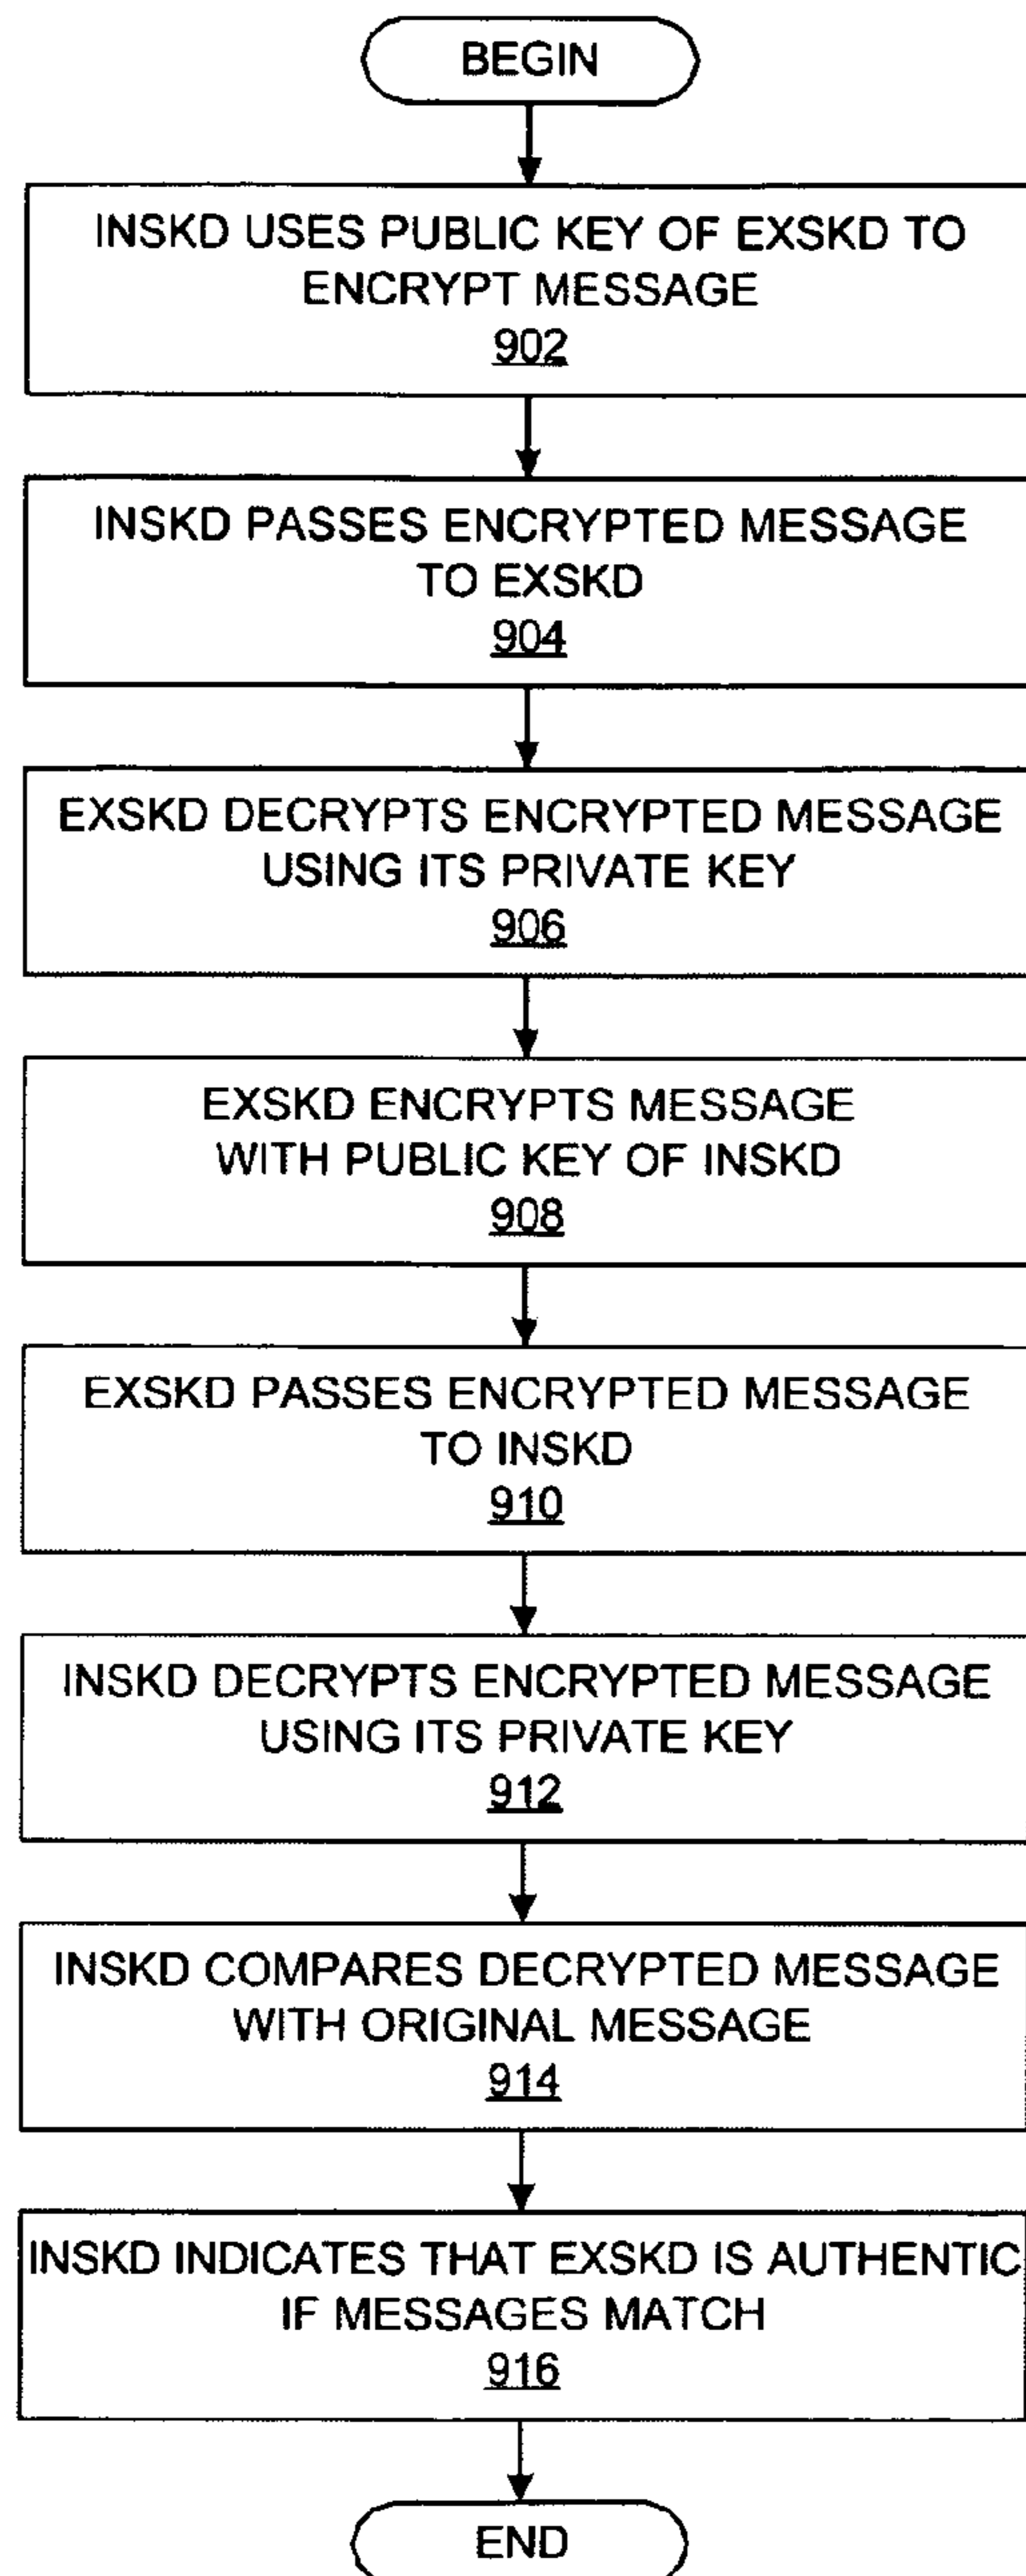 BEGIN
INSKD USES PUBLIC KEY OF EXSKD TO
ENCRYPT MESSAGE
902
INSKD PASSES ENCRYPTED MESSAGE
TO EXSKD
904
EXSKD DECRYPTS ENCRYPTED MESSAGE
USING ITS PRIVATE KEY
906
EXSKD ENCRYPTS MESSAGE
WITH PUBLIC KEY OF INSKD
908
EXSKD PASSES ENCRYPTED MESSAGE
TO INSKD
910
INSKD DECRYPTS ENCRYPTED MESSAGE
USING ITS PRIVATE KEY
912
INSKD COMPARES DECRYPTED MESSAGE
WITH ORIGINAL MESSAGE
914
INSKD INDICATES THAT EXSKD IS AUTHENTIC
IF MESSAGES MATCH
916
END